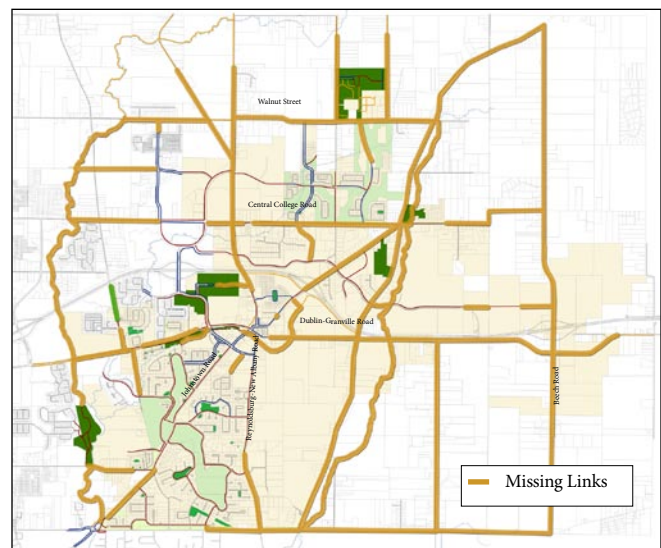 Walnut Street
Central College Road
Dublin-Granville Road
Johnstown Road
Reynoldsburg-New Albany Road
Beech Road
Missing Links